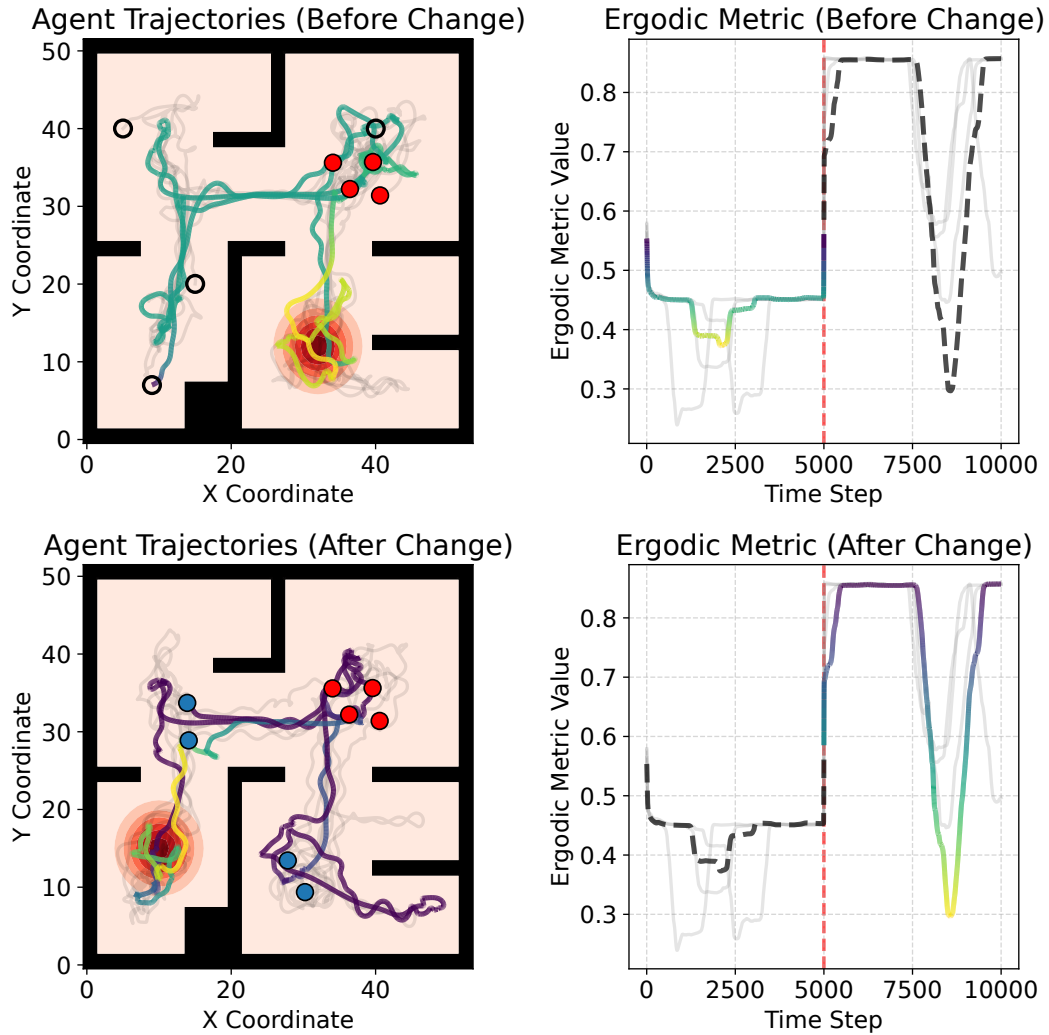 Agent Trajectories (Before Change)
50
40
30
20
10
0
Y Coordinate
0 20 40
X Coordinate
Ergodic Metric (Before Change)
0.8
0.7
0.6
0.5
0.4
0.3
Ergodic Metric Value
0 2500 5000 7500 10000
Time Step
Agent Trajectories (After Change)
50
40
30
20
10
0
Y Coordinate
0 20 40
X Coordinate
Ergodic Metric (After Change)
0.8
0.7
0.6
0.5
0.4
0.3
Ergodic Metric Value
0 2500 5000 7500 10000
Time Step